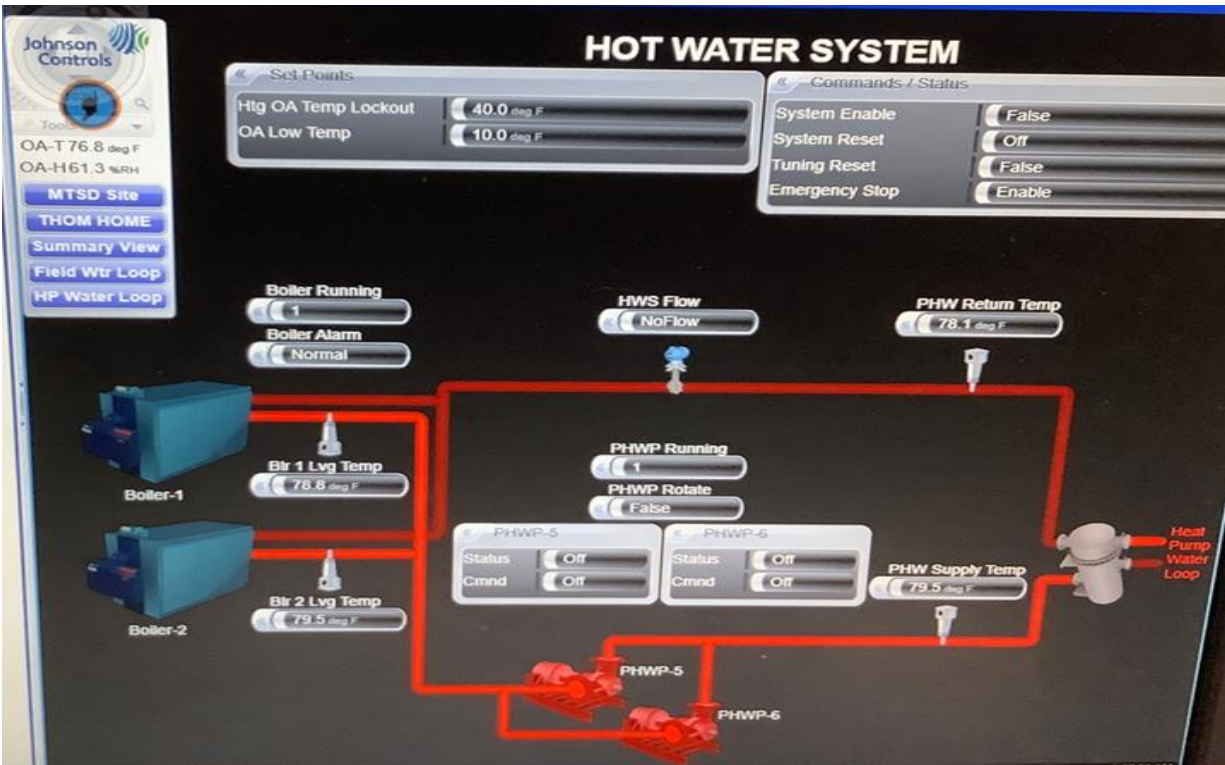 Johnson
Controls
HOT WATER SYSTEM
Set Points
Htg OA Temp Lockout 40.0 deg F
OA Low Temp 10.0 deg F
Commands / Status
System Enable False
System Reset Off
Tuning Reset False
Emergency Stop Enable
Tools
OA-T 76.8 deg F
OA-H 61.3 %RH
MTSD Site
THOM HOME
Summary View
Field Wtr Loop
HP Water Loop
Boiler Running
1
Boiler Alarm
Normal
HWS Flow
NoFlow
PHW Return Temp
78.1 deg F
Blr 1 Lvg Temp
78.8 deg F
Boiler-1
PHWP Running
1
PHWP Rotate
False
PHWP-5
Status Off
Cmnd Off
PHWP-6
Status Off
Cmnd Off
PHW Supply Temp
79.5 deg F
Heat
Pump
Water
Loop
Blr 2 Lvg Temp
79.5 deg F
Boiler-2
PHWP-5
PHWP-6